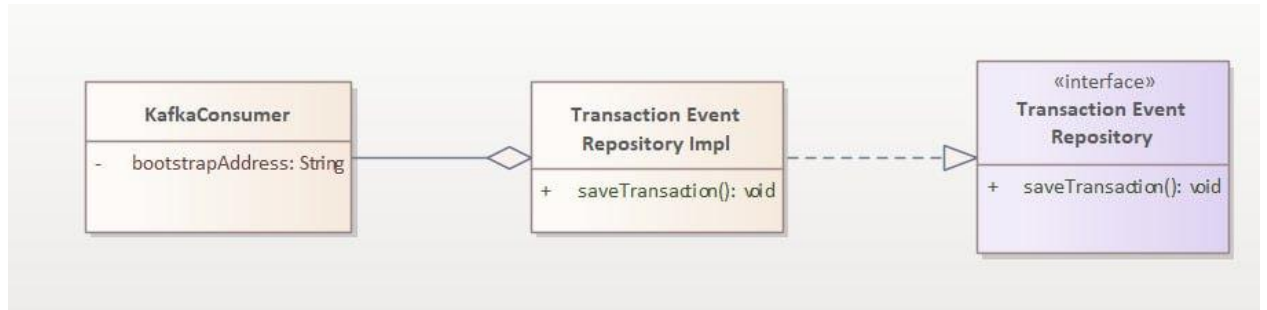 KafkaConsumer
- bootstrapAddress: String
Transaction Event
Repository Impl
+ saveTransaction(): void
«interface»
Transaction Event
Repository
+ saveTransaction(): void